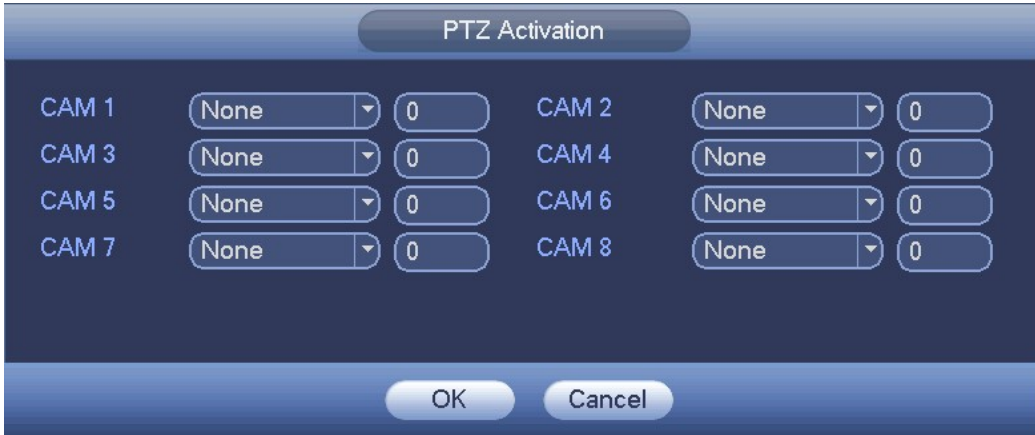 PTZ Activation
CAM 1 None 0 CAM 2 None 0
CAM 3 None 0 CAM 4 None 0
CAM 5 None 0 CAM 6 None 0
CAM 7 None 0 CAM 8 None 0
OK Cancel